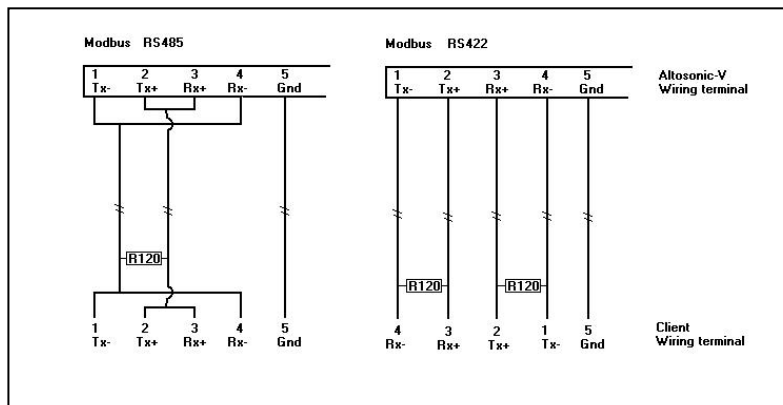 Modbus RS485
Modbus RS422
1 2 3 4 5
Tx- Tx+ Rx+ Rx- Gnd
1 2 3 4 5
Tx- Tx+ Rx+ Rx- Gnd
Altosonic-V
Wiring terminal
R120
R120
R120
1 2 3 4 5
Tx- Tx+ Rx+ Rx- Gnd
4 3 2 1 5
Rx- Rx+ Tx+ Tx- Gnd
Client
Wiring terminal